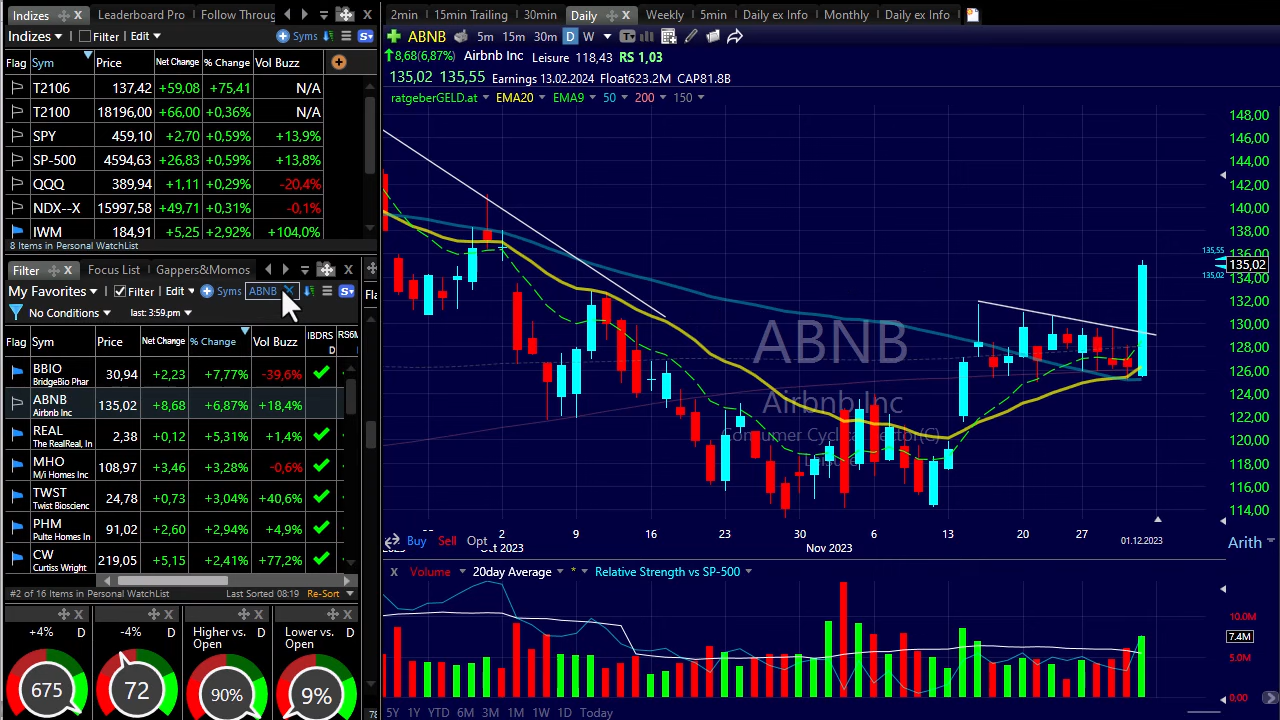 Indizes
Leaderboard Pro
Follow Throug
Indizes
Filter
Edit
Syms
Flag Sym Price Net Change % Change Vol Buzz
T2106 137,42 +59,08 +75,41 N/A
T2100 18196,00 +66,00 +0,36% N/A
SPY 459,10 +2,70 +0,59% +13,9%
SP-500 4594,63 +26,83 +0,59% +13,8%
QQQ 389,94 +1,11 +0,29% -20,4%
NDX--X 15997,58 +49,71 +0,31% -0,1%
IWM 184,91 +5,25 +2,92% +104,0%
8 Items in Personal WatchList
Filter
Focus List
Gappers&Momos
My Favorites
Filter
Edit
Syms
ABNB
No Conditions
last: 3:59pm
Flag Sym Price Net Change % Change Vol Buzz IBDRS D RS6M
BBIO 30,94 +2,23 +7,77% -39,6%
BridgeBio Phar
ABNB 135,02 +8,68 +6,87% +18,4%
Airbnb Inc
REAL 2,38 +0,12 +5,31% +1,4%
The RealReal, In
MHO 108,97 +3,46 +3,28% -0,6%
M/i Homes Inc
TWST 24,78 +0,73 +3,04% +40,6%
Twist Bioscienc
PHM 91,02 +2,60 +2,94% +4,9%
Pulte Homes In
CW 219,05 +5,15 +2,41% +77,2%
Curtiss Wright
#2 of 16 Items in Personal WatchList
Last Sorted 08:19
Re-Sort
+4% D
-4% D
Higher vs. Open D
Lower vs. Open D
675
72
90%
9%
Fla
78
2min
15min Trailing
30min
Daily
Weekly
5min
Daily ex Info
Monthly
Daily ex Info
ABNB
5m 15m 30m D W
8,68(6,87%) Airbnb Inc Leisure 118,43 RS 1,03
135,02 135,55 Earnings 13.02.2024 Float623.2M CAP81.8B
ratgeberGELD.at EMA20 EMA9 50 200 150
148,00
146,00
144,00
142,00
140,00
138,00
136,00
135,55
135,02
135,02
132,00
130,00
128,00
126,00
124,00
122,00
120,00
118,00
116,00
114,00
ABNB
Airbnb Inc
Consumer Cyclical Sector(C)
Leisure
Buy Sell Opt
2 9 16 23 30 6 13 20 27 01.12.2023
Oct 2023
Nov 2023
Arith
X Volume 20day Average * Relative Strength vs SP-500
10.0M
7.4M
5.0M
0.00
5Y 1Y YTD 6M 3M 1M 1W 1D Today